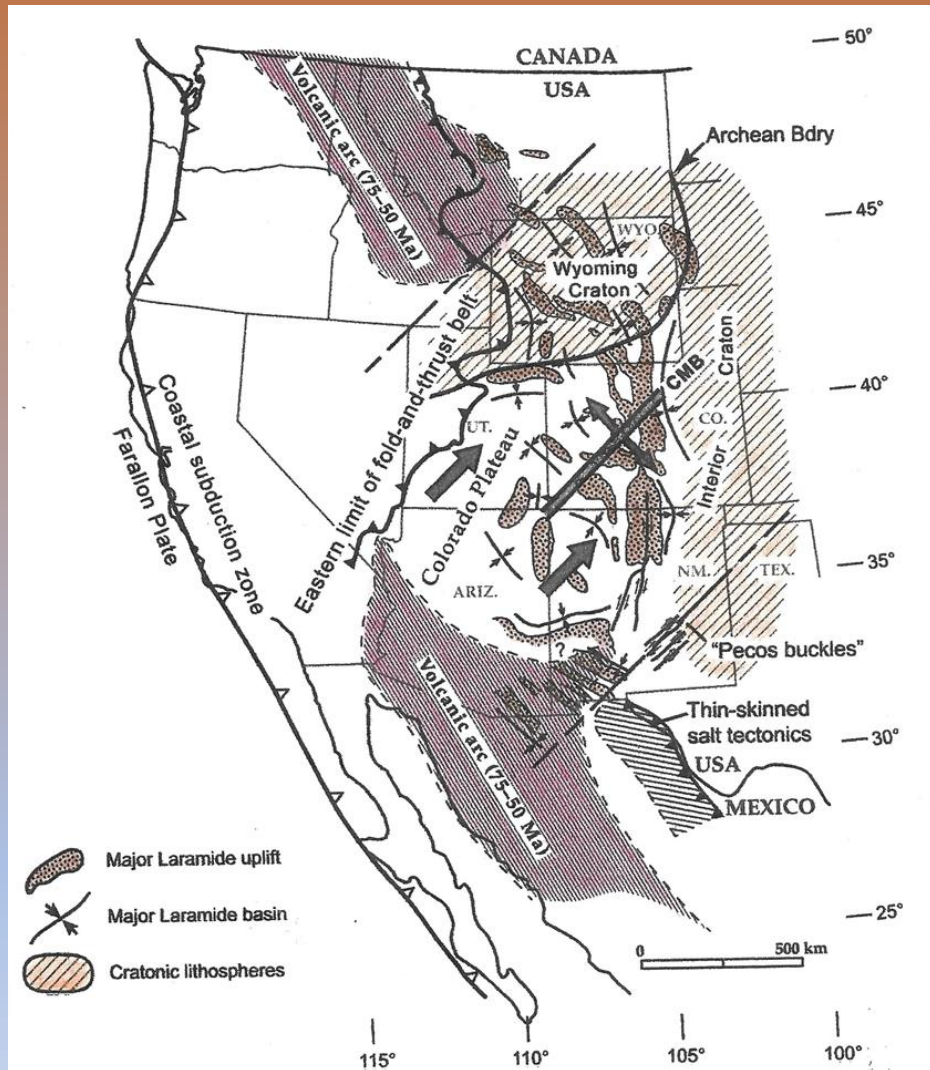 50°
CANADA
USA
Archean Bdry
Volcanic arc (75–50 Ma)
45°
WYO.
Wyoming
Craton
Eastern limit of fold-and-thrust belt
Craton
Interior
CMB
40°
UT.
CO.
Coastal subduction zone
Farallon Plate
Colorado Plateau
35°
ARIZ.
NM.
TEX.
?
"Pecos buckles"
Volcanic arc (75–50 Ma)
Thin-skinned
salt tectonics
30°
USA
MEXICO
Major Laramide uplift
Major Laramide basin
25°
Cratonic lithospheres
0 500 km
115°
110°
105°
100°